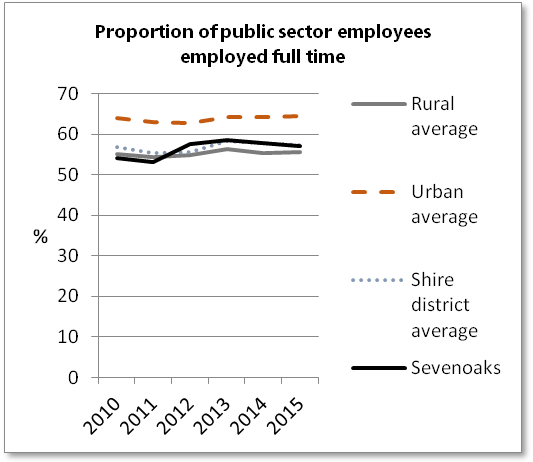 Proportion of public sector employees
employed full time
70
60
50
40
30
20
10
0
%
2010
2011
2012
2013
2014
2015
Rural
average
Urban
average
Shire
district
average
Sevenoaks